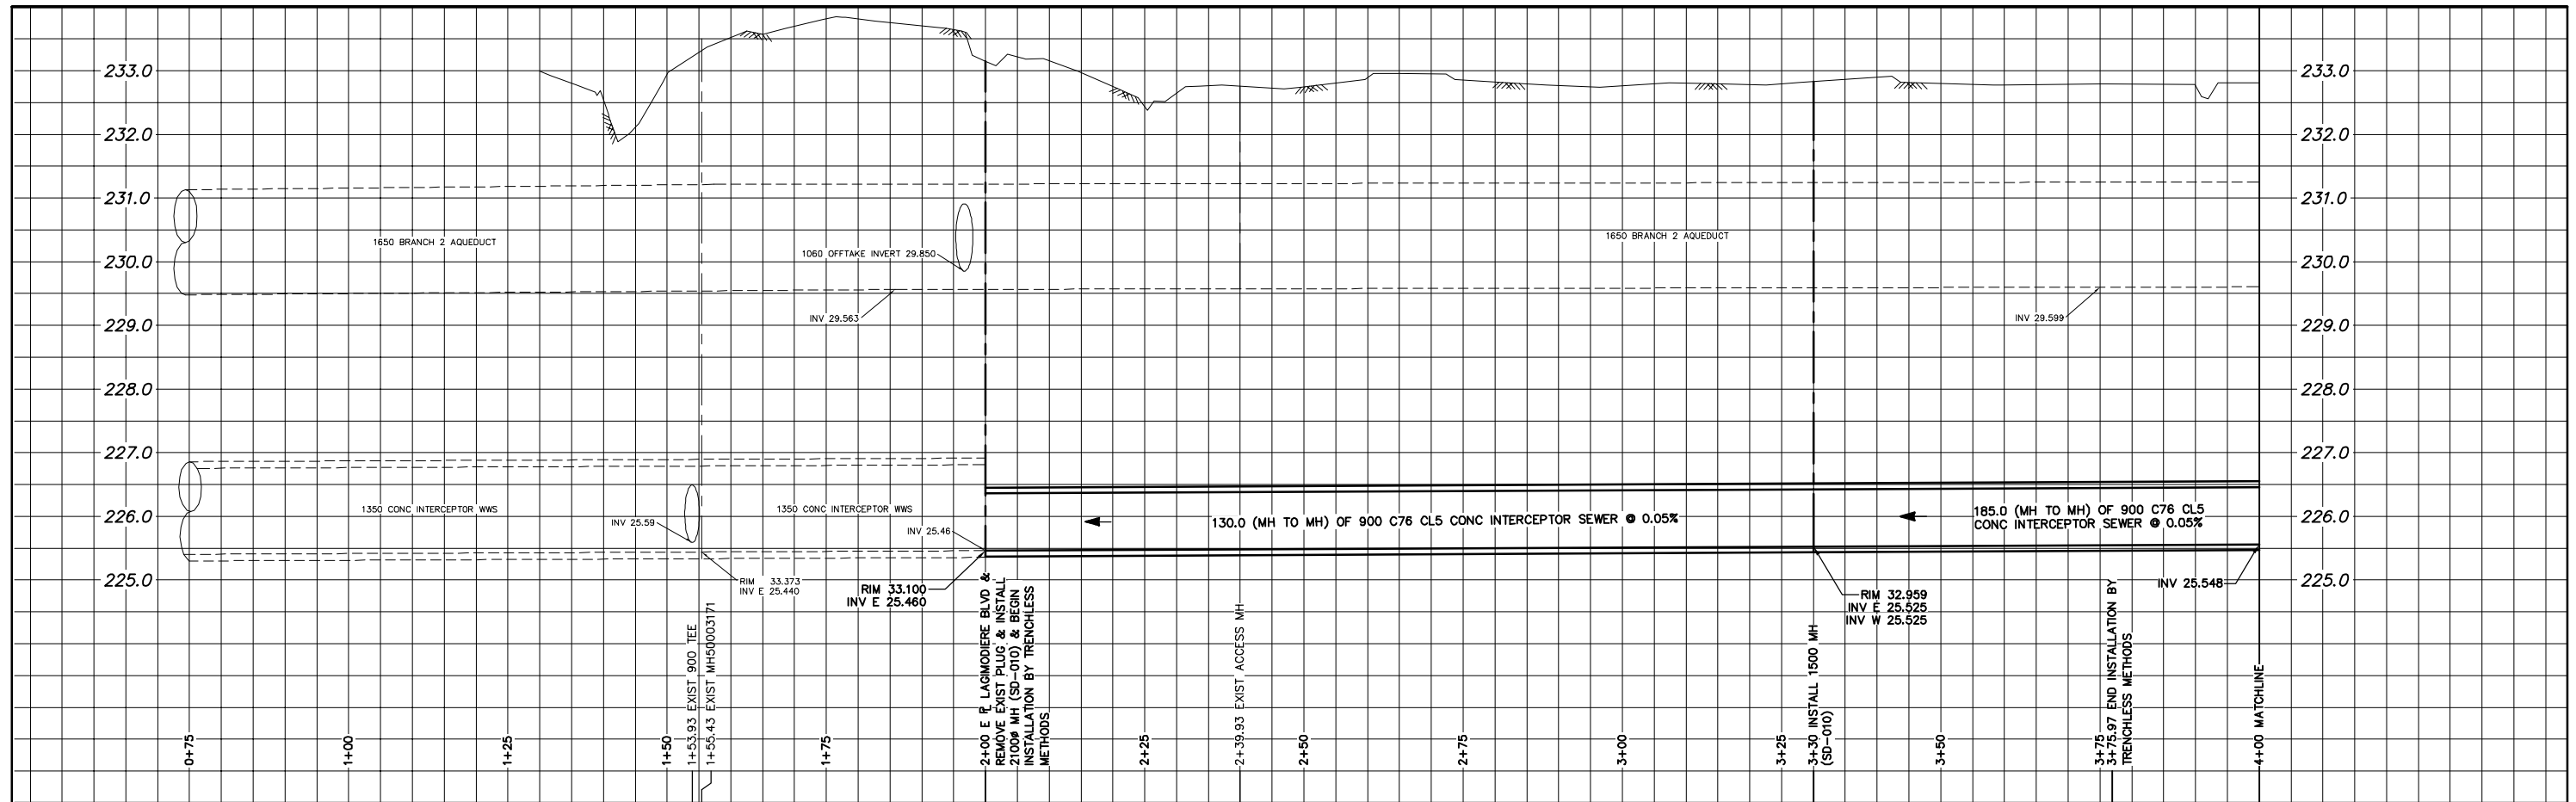 233.0
233.0
232.0
232.0
231.0
231.0
1650 BRANCH 2 AQUEDUCT
1650 BRANCH 2 AQUEDUCT
1060 OFFTAKE INVERT 29.850
230.0
230.0
INV 29.563
INV 29.599
229.0
229.0
228.0
228.0
227.0
227.0
1350 CONC INTERCEPTOR WWS
INV 25.59
1350 CONC INTERCEPTOR WWS
INV 25.46
226.0
226.0
130.0 (MH TO MH) OF 900 C76 CL5 CONC INTERCEPTOR SEWER @ 0.05%
185.0 (MH TO MH) OF 900 C76 CL5
CONC INTERCEPTOR SEWER @ 0.05%
225.0
225.0
RIM 33.373
INV E 25.440
RIM 33.100
INV E 25.460
RIM 32.959
INV E 25.525
INV W 25.525
INV 25.548
0+75
1+00
1+25
1+50
1+53.93 EXIST 900 TEE
1+55.43 EXIST MH50003171
1+75
2+00 E PL LAGIMODIERE BLVD &
REMOVE EXIST PLUG & INSTALL
2100ø MH (SD-010) & BEGIN
INSTALLATION BY TRENCHLESS
METHODS
2+25
2+39.93 EXIST ACCESS MH
2+50
2+75
3+00
3+25
3+30 INSTALL 1500 MH
(SD-010)
3+50
3+75
3+75.97 END INSTALLATION BY
TRENCHLESS METHODS
4+00 MATCHLINE